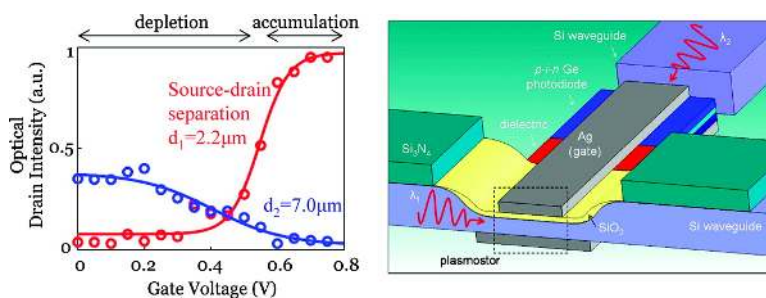 depletion accumulation
1
0.5
0
Optical
Drain Intensity (a.u.)
Source-drain
separation
d₁=2.2μm
d₂=7.0μm
0 0.2 0.4 0.6 0.8
Gate Voltage (V)
Si waveguide
λ₂
p-i-n Ge
photodiode
dielectric
Ag
(gate)
Si₃N₄
λ₁
SiO₂
Si waveguide
plasmostor